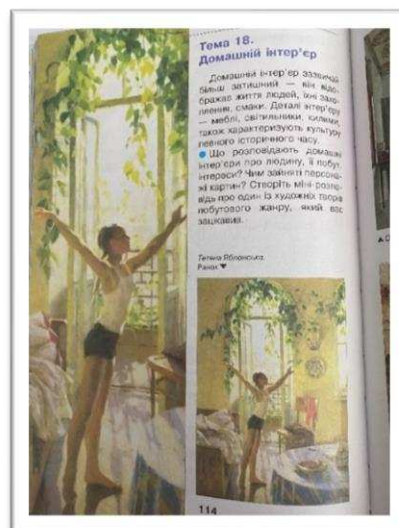 Тема 18.
Домашній інтер'єр
Домашній інтер'єр зазвичай
більш затишний — він відо-
бражає життя людей, їхні захо-
плення, смаки. Деталі інтер'єру
— меблі, світильники, килими,
також характеризують культуру
певного історичного часу.
Що розповідають домашні
інтер'єри про людину, її побут,
інтереси? Чим зайняті персона-
жі картин? Створіть міні-розпо-
відь про один із художніх творів
побутового жанру, який вас
зацікавив.
Тетяна Яблонська.
Ранок ▼
114